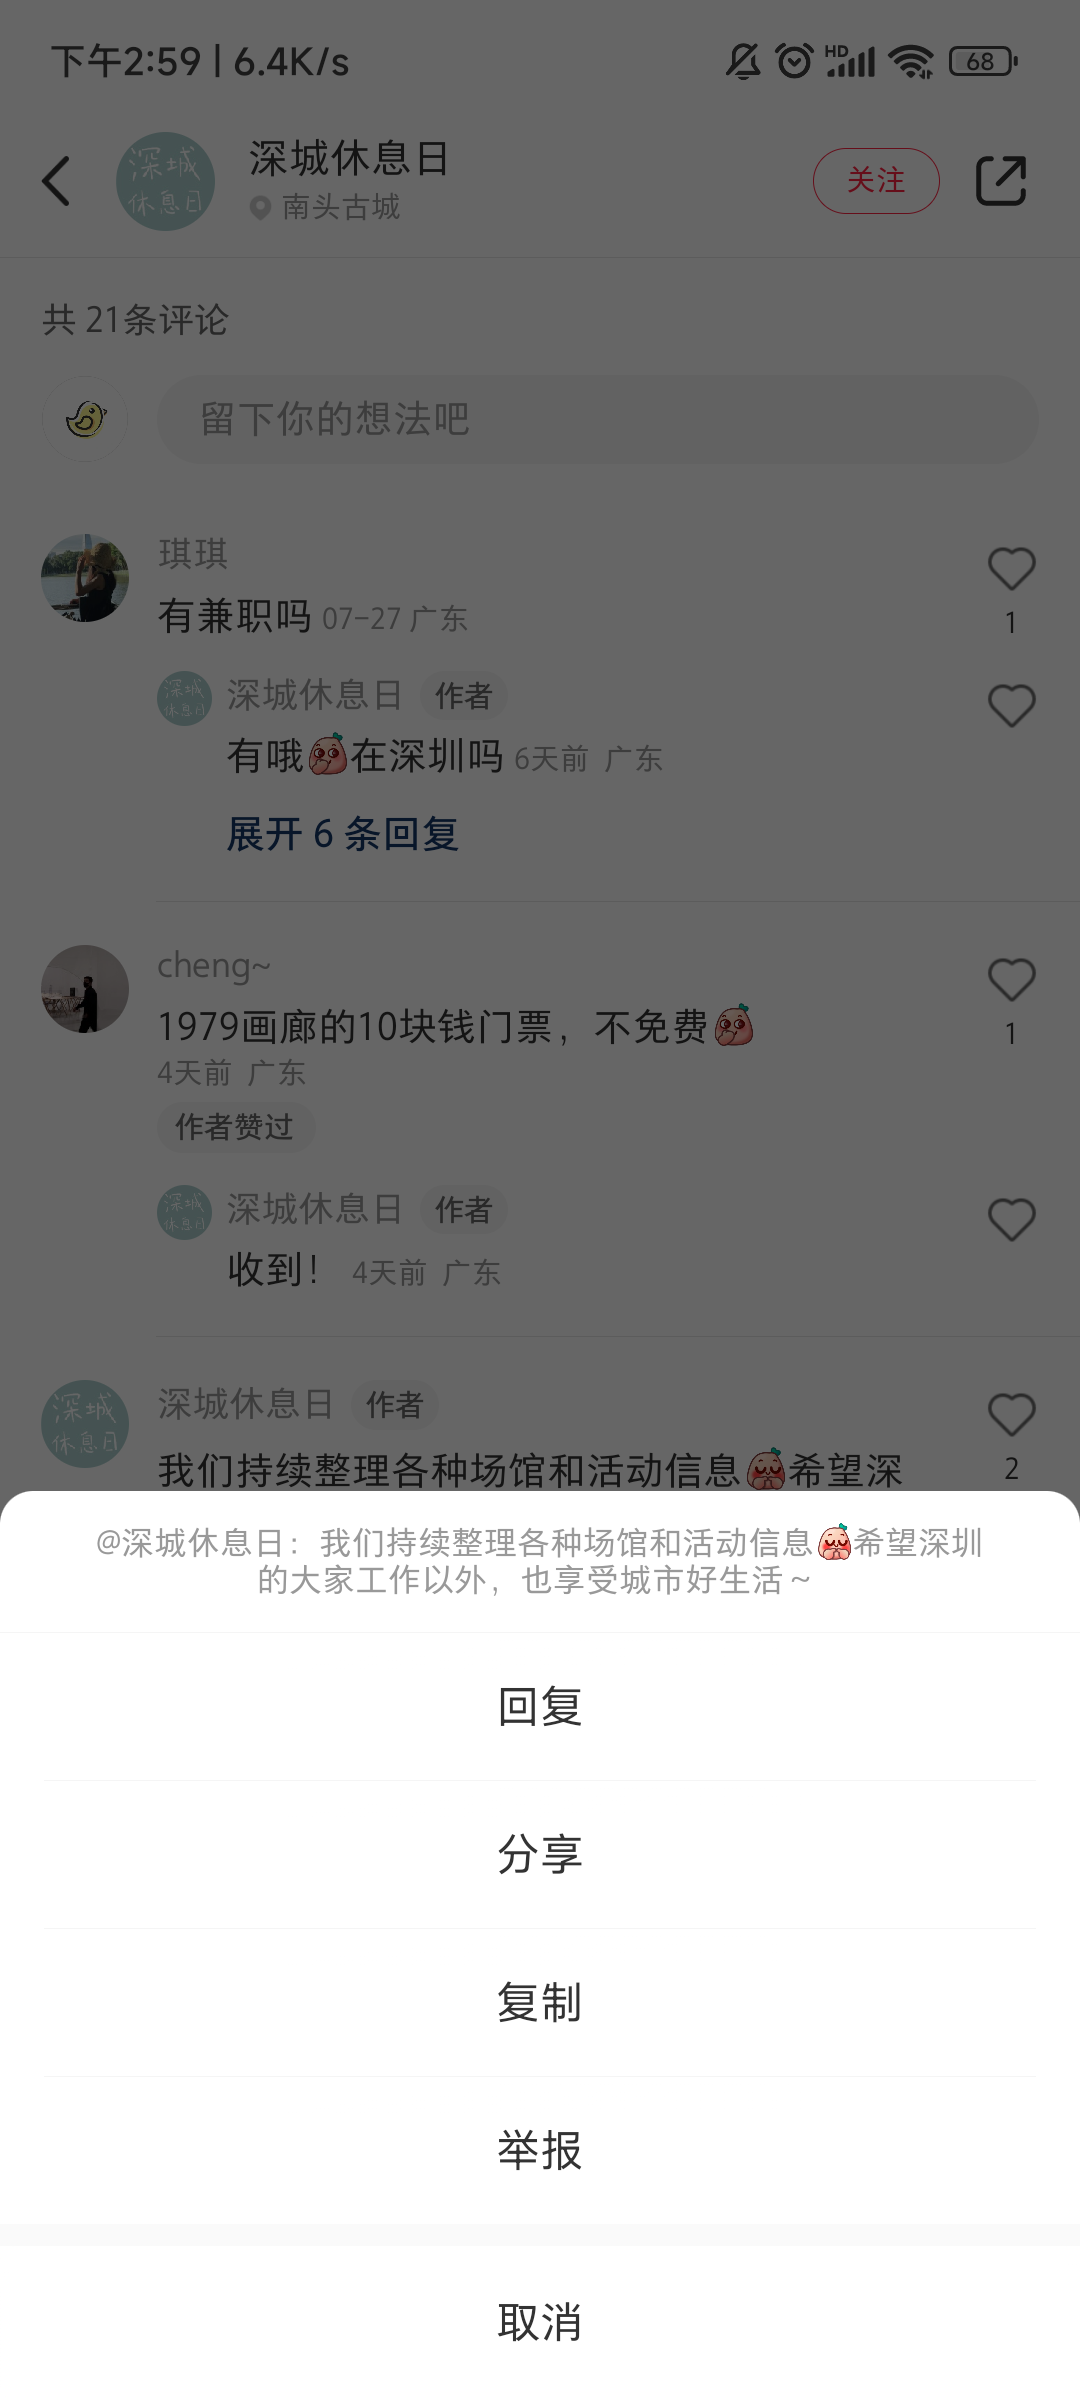 下午2:59 | 6.4K/s
HD
68
深城休息日
深城
休息日
南头古城
关注
共 21条评论
留下你的想法吧
琪琪
有兼职吗 07-27 广东
1
深城
休息日
深城休息日 作者
有哦在深圳吗 6天前 广东
展开 6 条回复
cheng~
1979画廊的10块钱门票，不免费
1
4天前 广东
作者赞过
深城
休息日
深城休息日 作者
收到！ 4天前 广东
深城
休息日
深城休息日 作者
我们持续整理各种场馆和活动信息希望深
2
@深城休息日：我们持续整理各种场馆和活动信息希望深圳
的大家工作以外，也享受城市好生活～
回复
分享
复制
举报
取消